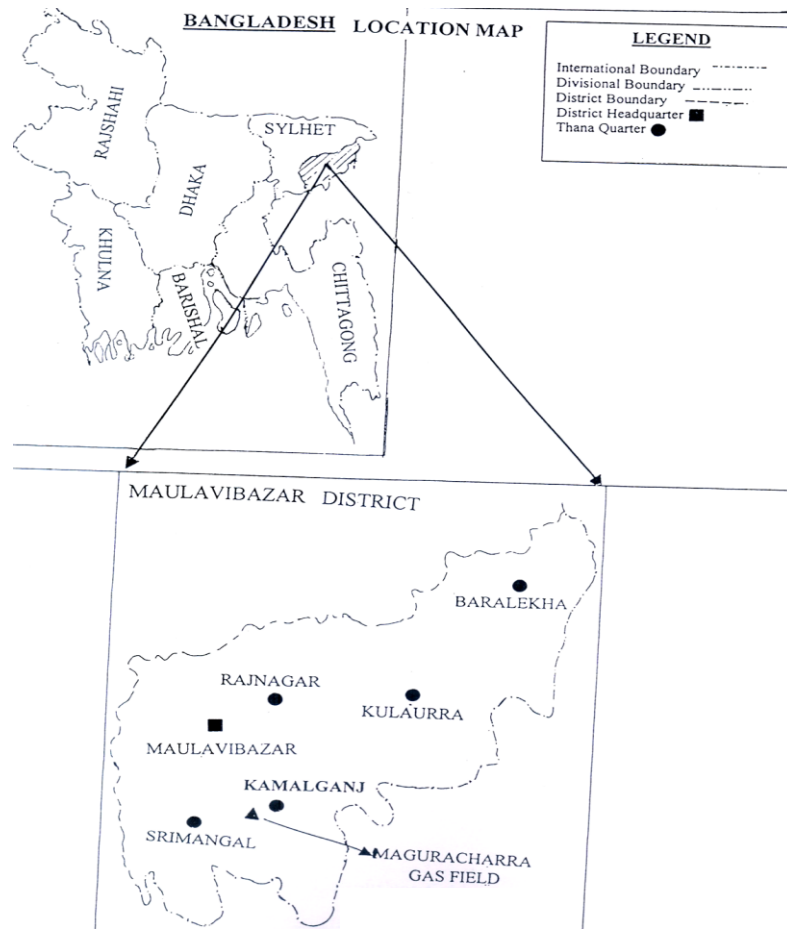 BANGLADESH LOCATION MAP
LEGEND
International Boundary
Divisional Boundary
District Boundary
District Headquarter
Thana Quarter
RAJSHAHI
SYLHET
DHAKA
KHULNA
BARISHAL
CHITTAGONG
MAULAVIBAZAR DISTRICT
BARALEKHA
RAJNAGAR
KULAURRA
MAULAVIBAZAR
KAMALGANJ
SRIMANGAL
MAGURACHARRA
GAS FIELD